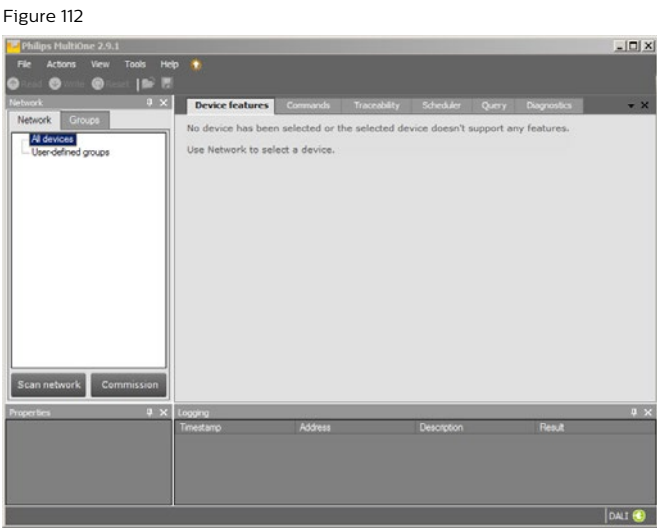 Figure 112
Philips MultiOne 2.9.1
File Actions View Tools Help
Read Write Reset
Network
Network Groups
All devices
User-defined groups
Scan network Commission
Device features Commands Traceability Scheduler Query Diagnostics
No device has been selected or the selected device doesn't support any features.
Use Network to select a device.
Properties
Logging
Timestamp Address Description Result
DALI